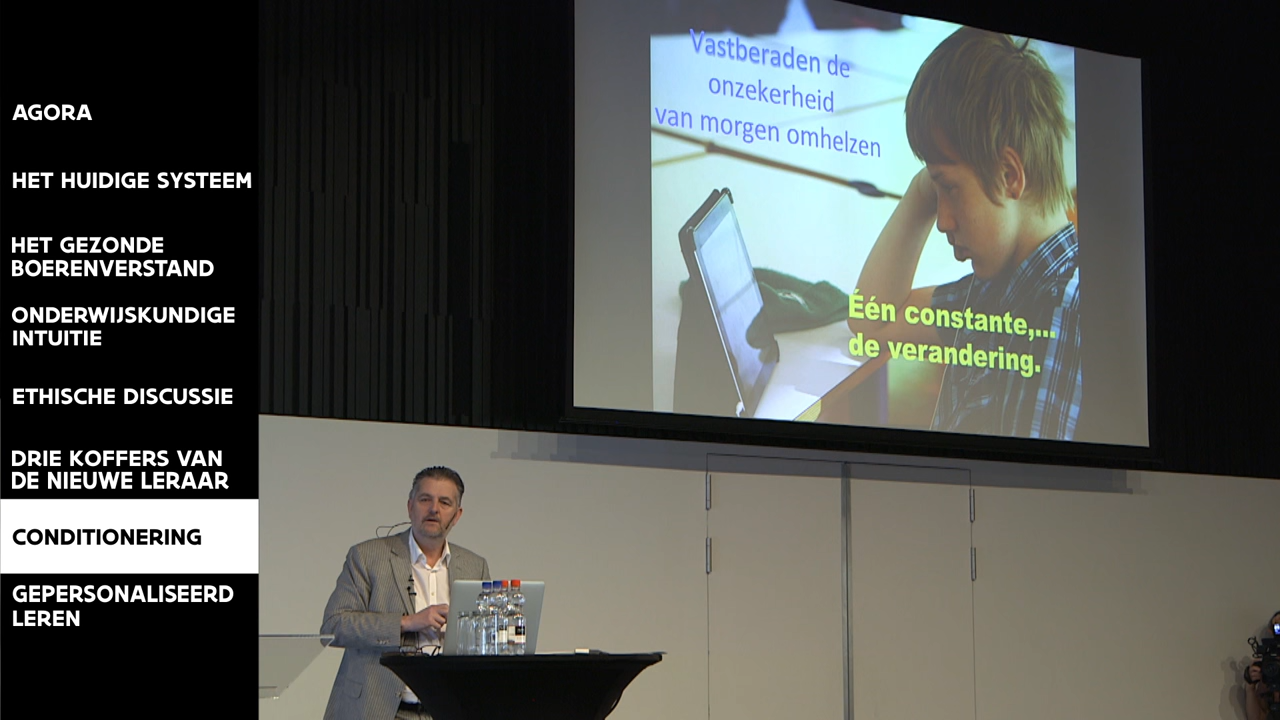 AGORA
HET HUIDIGE SYSTEEM
HET GEZONDE
BOERENVERSTAND
ONDERWIJSKUNDIGE
INTUITIE
ETHISCHE DISCUSSIE
DRIE KOFFERS VAN
DE NIEUWE LERAAR
CONDITIONERING
GEPERSONALISEERD
LEREN
Vastberaden de
onzekerheid
van morgen omhelzen
Één constante,...
de verandering.